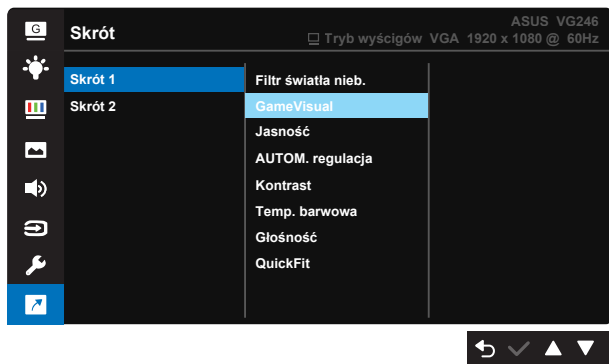 G
Skrót
ASUS VG246
Tryb wyścigów VGA 1920 x 1080 @ 60Hz
Skrót 1
Skrót 2
Filtr światła nieb.
GameVisual
Jasność
AUTOM. regulacja
Kontrast
Temp. barwowa
Głośność
QuickFit